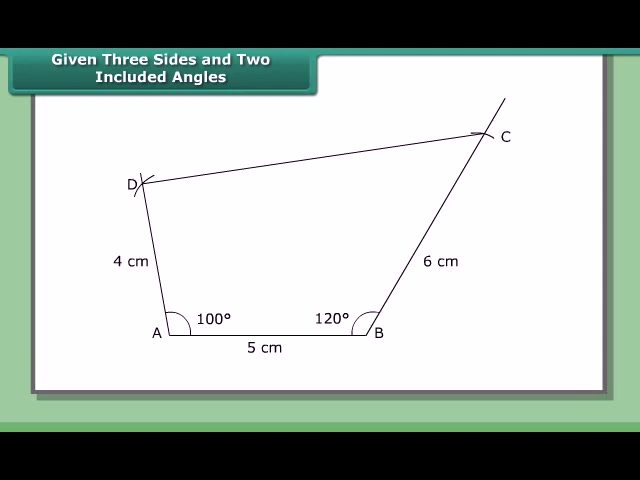 Given Three Sides and Two
Included Angles
C
D
4 cm
6 cm
100°
120°
A
B
5 cm